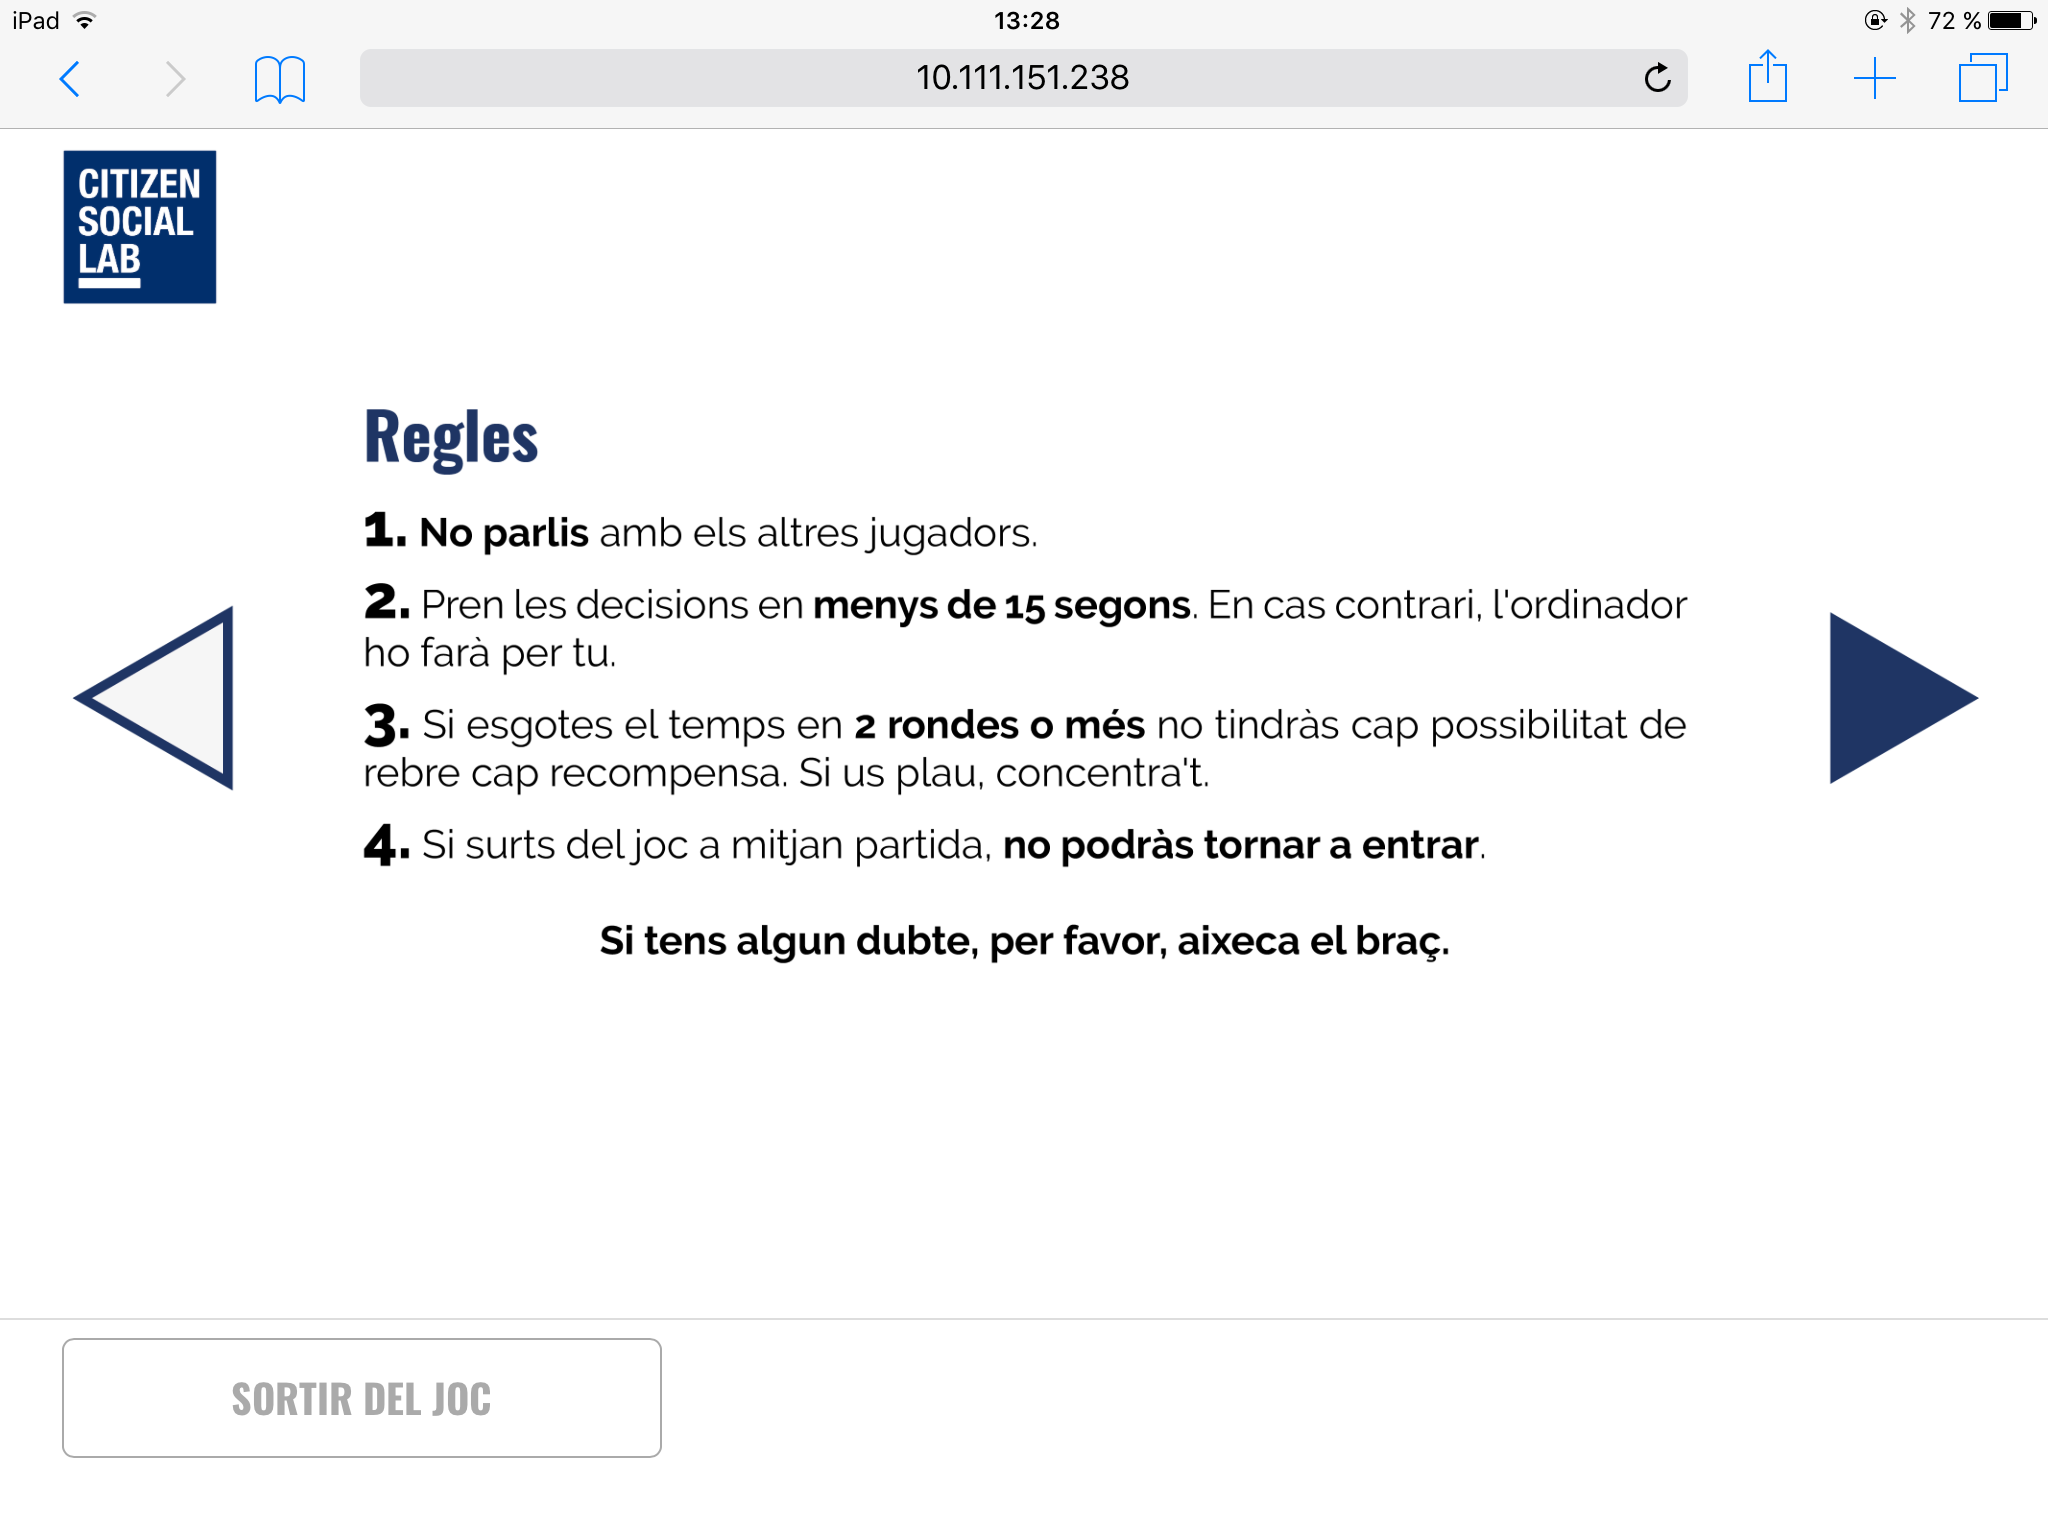 iPad 13:28 72 %
10.111.151.238
CITIZEN
SOCIAL
LAB
Regles
1. No parlis amb els altres jugadors.
2. Pren les decisions en menys de 15 segons. En cas contrari, l'ordinador
ho farà per tu.
3. Si esgotes el temps en 2 rondes o més no tindràs cap possibilitat de
rebre cap recompensa. Si us plau, concentra't.
4. Si surts del joc a mitjan partida, no podràs tornar a entrar.
Si tens algun dubte, per favor, aixeca el braç.
SORTIR DEL JOC